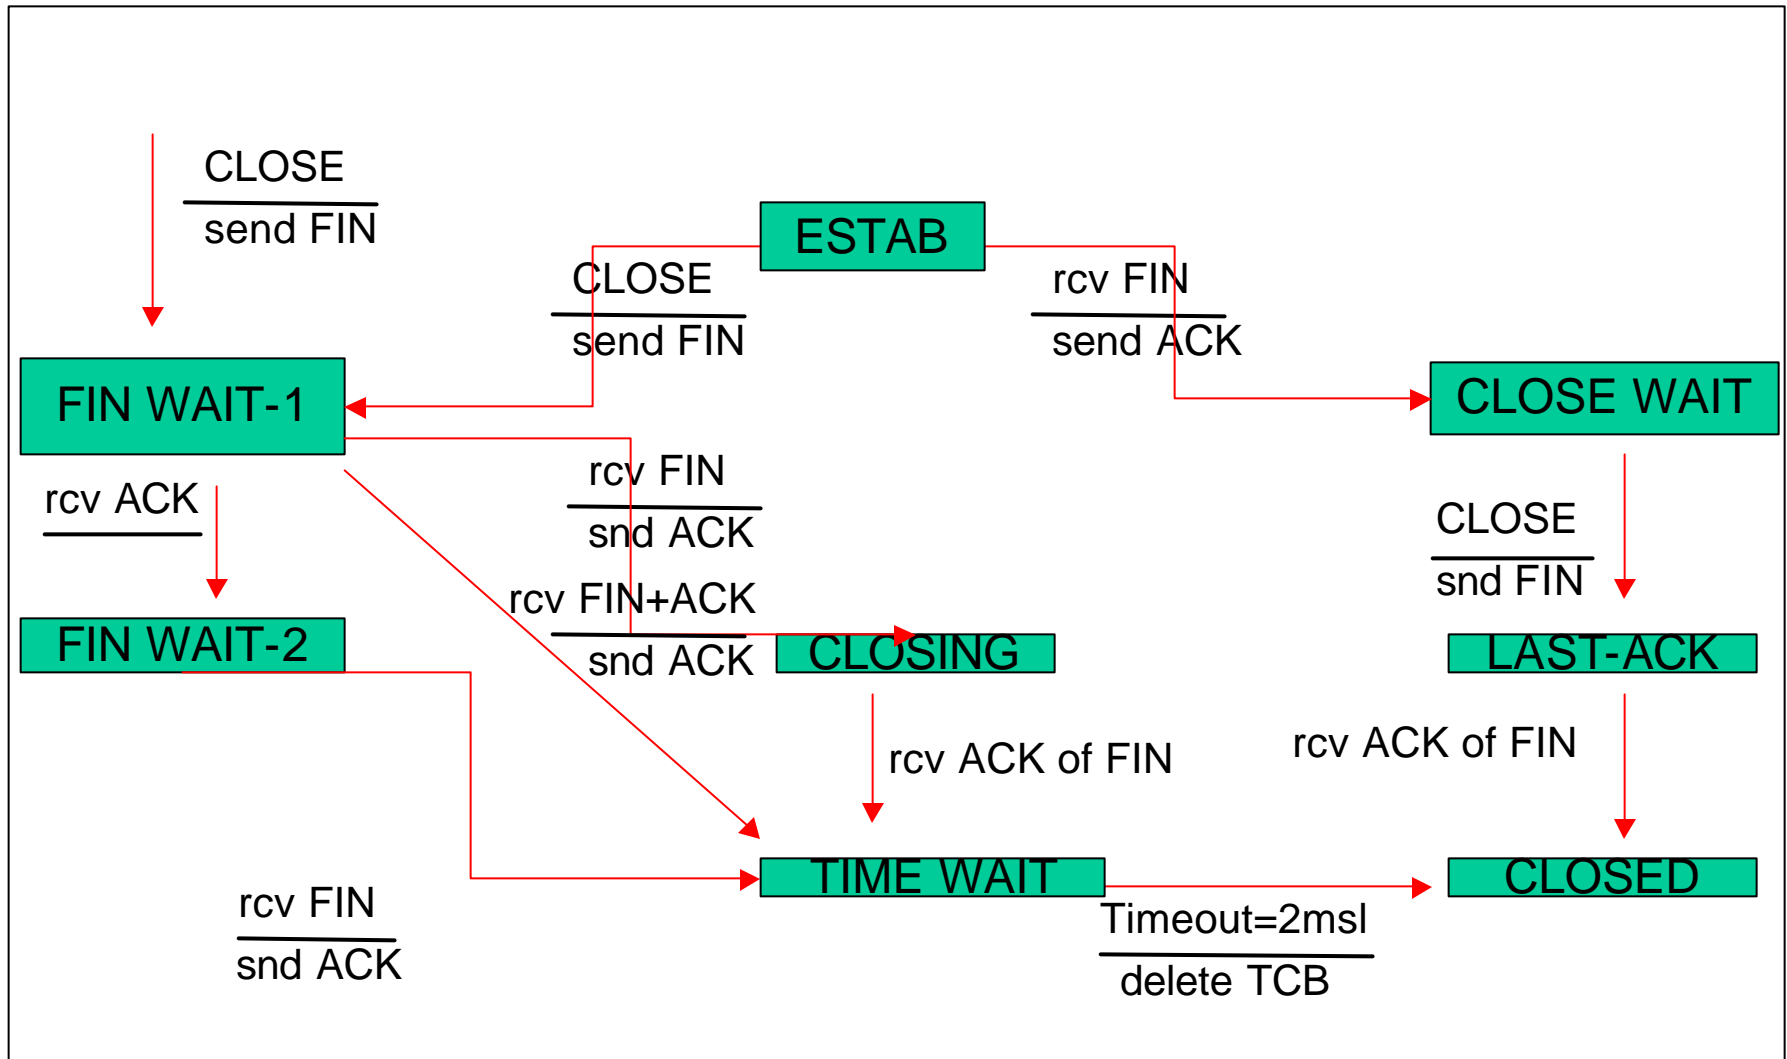 CLOSE
send FIN
ESTAB
CLOSE
send FIN
rcv FIN
send ACK
FIN WAIT-1
CLOSE WAIT
rcv ACK
rcv FIN
snd ACK
CLOSE
snd FIN
rcv FIN+ACK
snd ACK
FIN WAIT-2
CLOSING
LAST-ACK
rcv ACK of FIN
rcv ACK of FIN
TIME WAIT
CLOSED
rcv FIN
snd ACK
Timeout=2msl
delete TCB